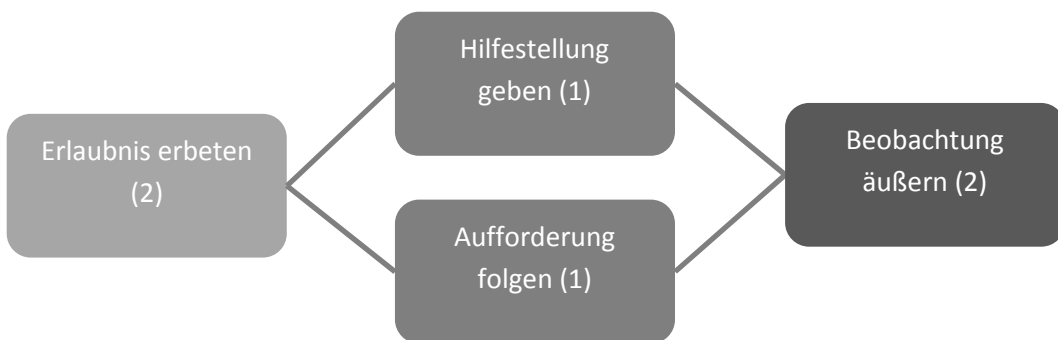 Erlaubnis erbeten
(2)
Hilfestellung
geben (1)
Aufforderung
folgen (1)
Beobachtung
äußern (2)